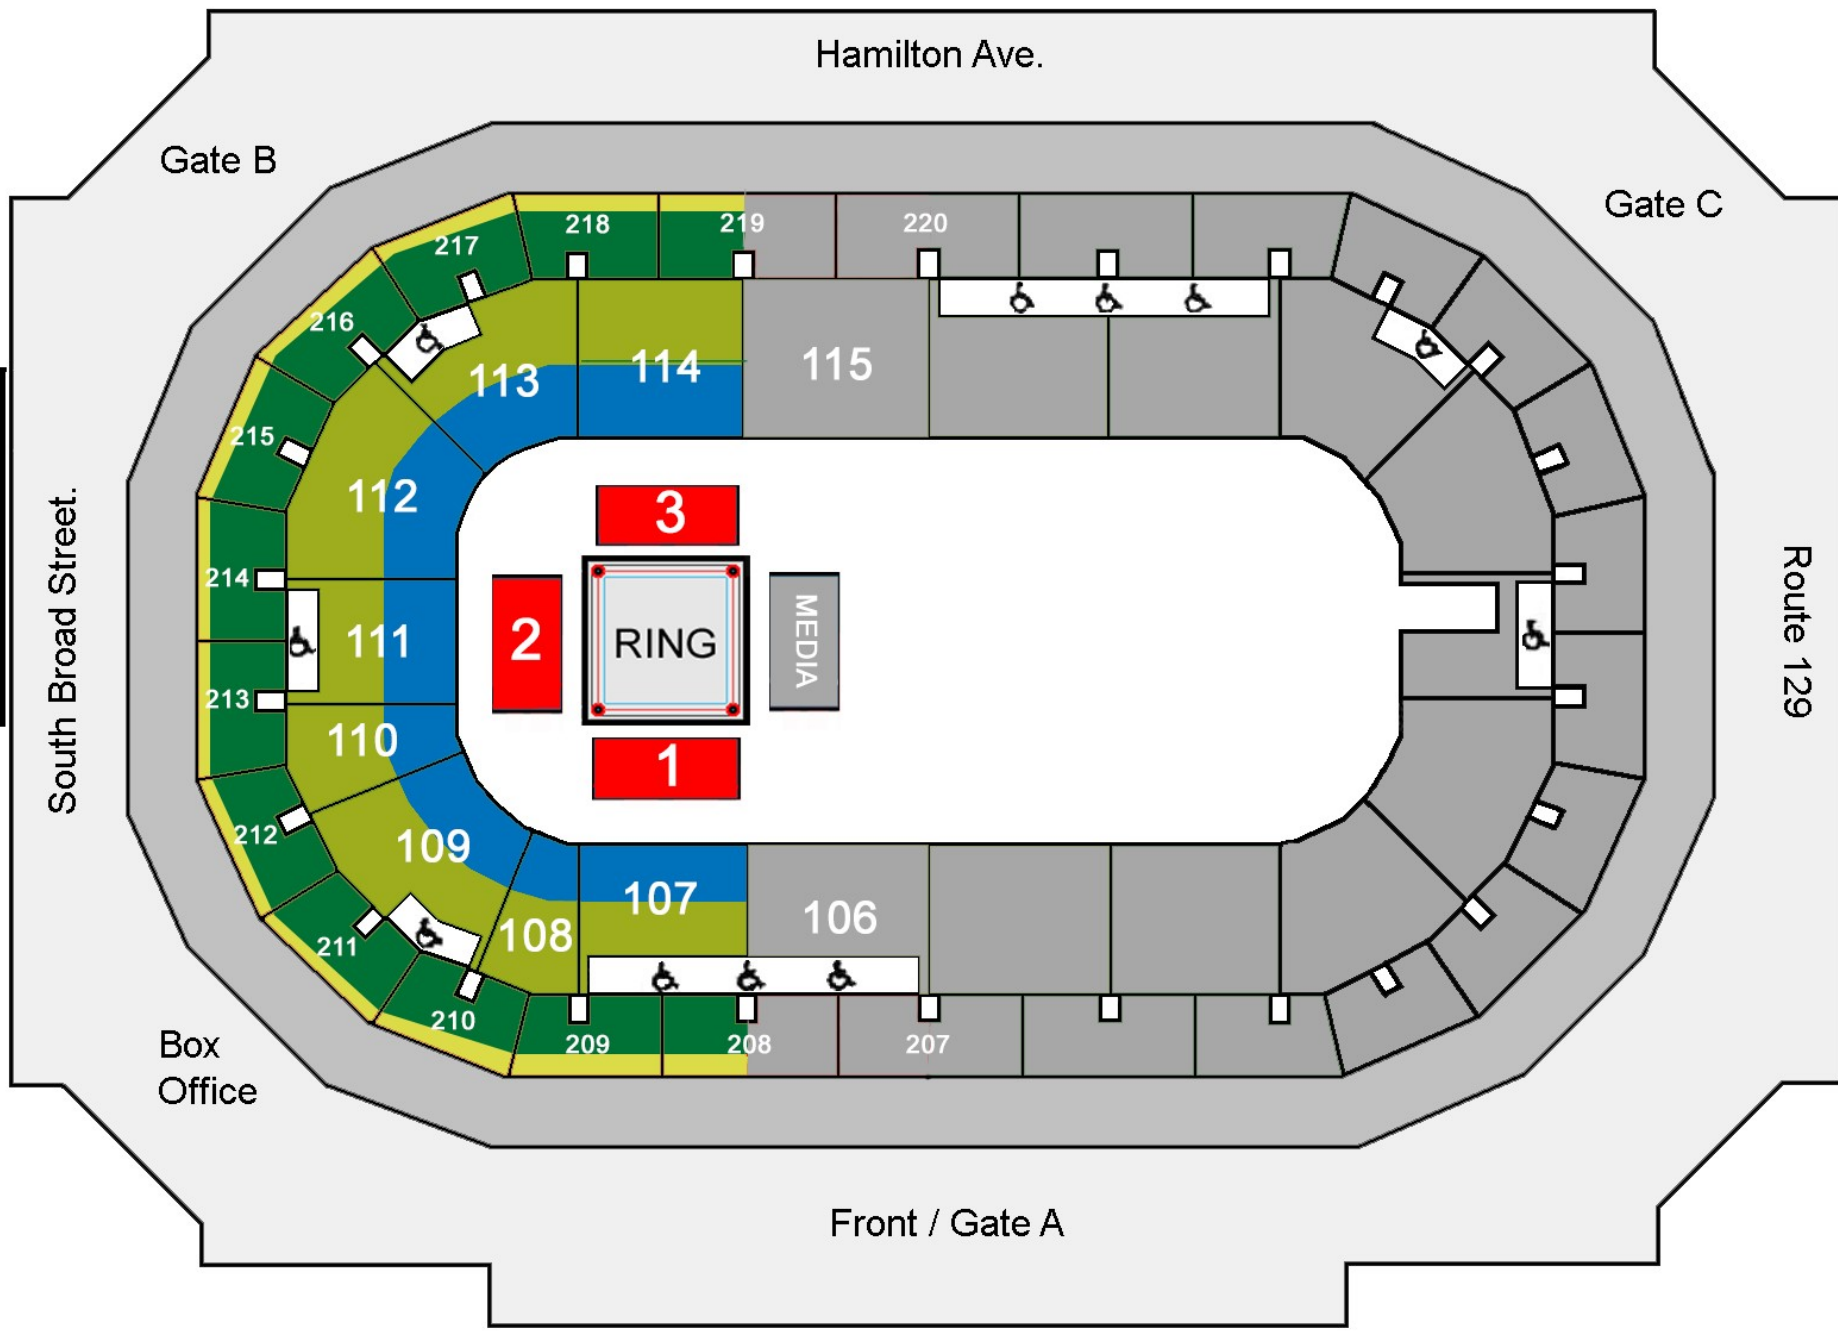 Hamilton Ave.
Gate B
Gate C
218
219
220
217
216
113
114
115
215
112
3
South Broad Street.
214
111
2
RING
MEDIA
Route 129
213
110
1
212
109
107
106
108
211
210
209
208
207
Box
Office
Front / Gate A